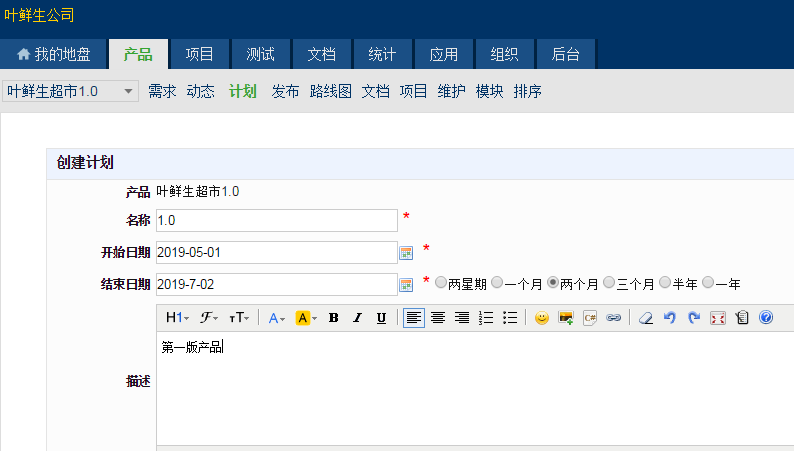 叶鲜生公司
我的地盘 产品 项目 测试 文档 统计 应用 组织 后台
叶鲜生超市1.0 需求 动态 计划 发布 路线图 文档 项目 维护 模块 排序
创建计划
产品 叶鲜生超市1.0
名称 1.0 *
开始日期 2019-05-01 *
结束日期 2019-7-02 * 两星期 一个月 两个月 三个月 半年 一年
H1 F TT A A B I U C#
第一版产品
描述